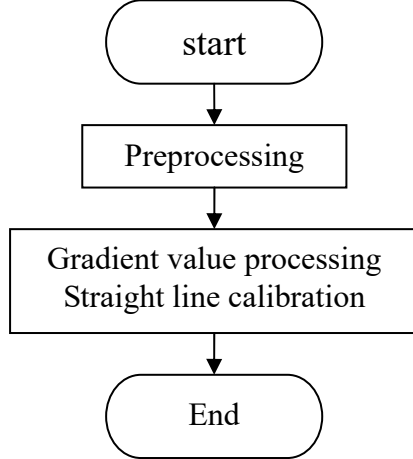 start
Preprocessing
Gradient value processing
Straight line calibration
End